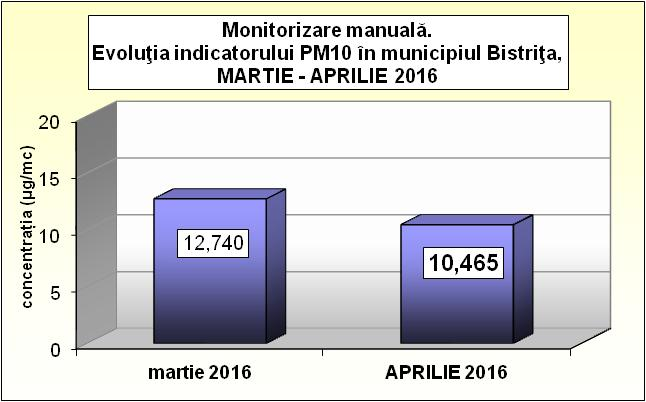 Monitorizare manuală.
Evoluţia indicatorului PM10 în municipiul Bistriţa,
MARTIE - APRILIE 2016
20
15
10
5
0
concentrația (µg/mc)
12,740
10,465
martie 2016
APRILIE 2016